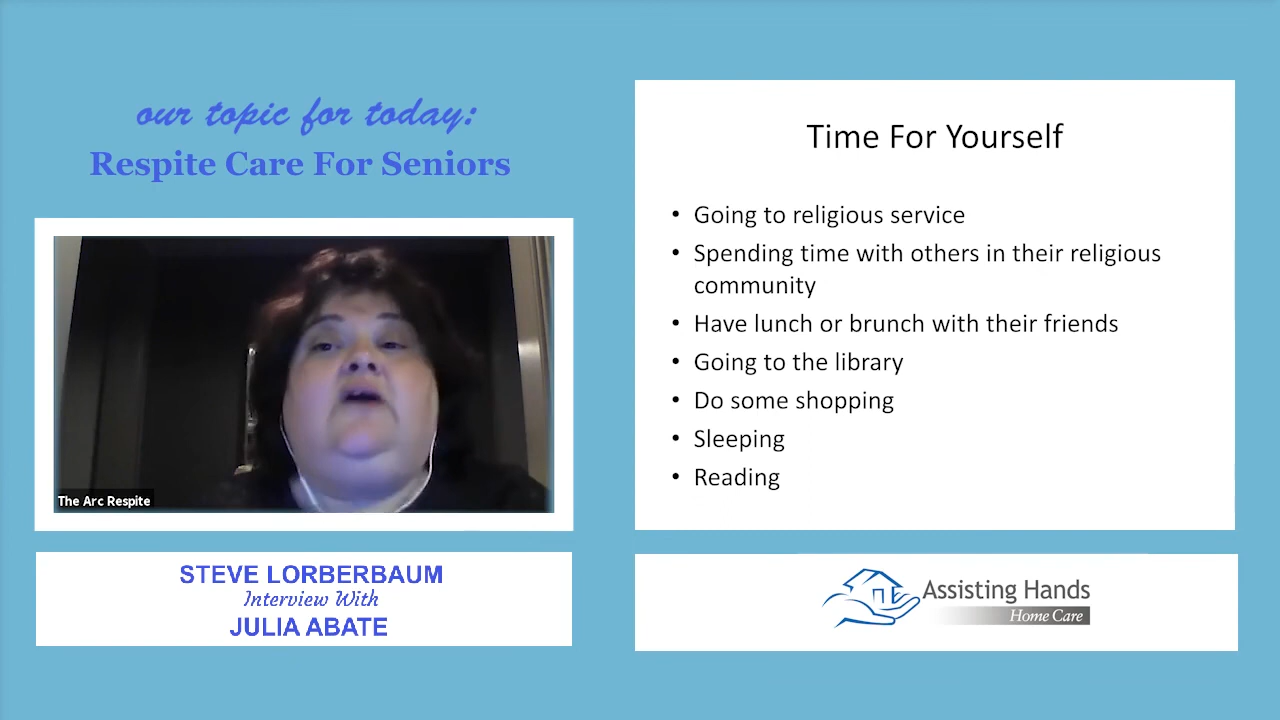 our topic for today:
Respite Care For Seniors
The Arc Respite
STEVE LORBERBAUM
Interview With
JULIA ABATE
Time For Yourself
• Going to religious service
• Spending time with others in their religious
community
• Have lunch or brunch with their friends
• Going to the library
• Do some shopping
• Sleeping
• Reading
Assisting Hands
Home Care